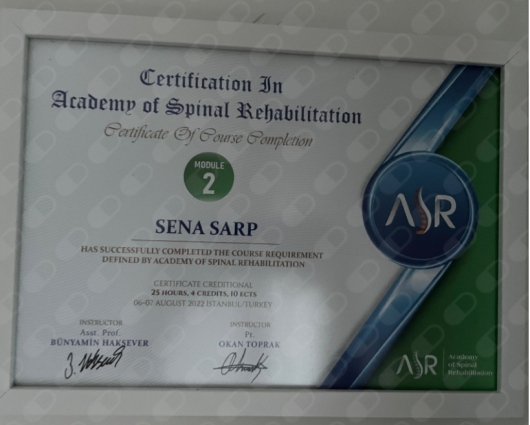 Certification In
Academy of Spinal Rehabilitation
Certificate Of Course Completion
MODULE
2
SENA SARP
HAS SUCCESSFULLY COMPLETED THE COURSE REQUIREMENT
DEFINED BY ACADEMY OF SPINAL REHABILITATION
CERTIFICATE CREDITIONAL
25 HOURS, 4 CREDITS, 10 ECTS
06-07 AUGUST 2022 ISTANBUL/TURKEY
INSTRUCTOR
Asst. Prof.
BÜNYAMİN HAKSEVER
INSTRUCTOR
Pt.
OKAN TOPRAK
ASR
ASR
Academy
of Spinal
Rehabilitation